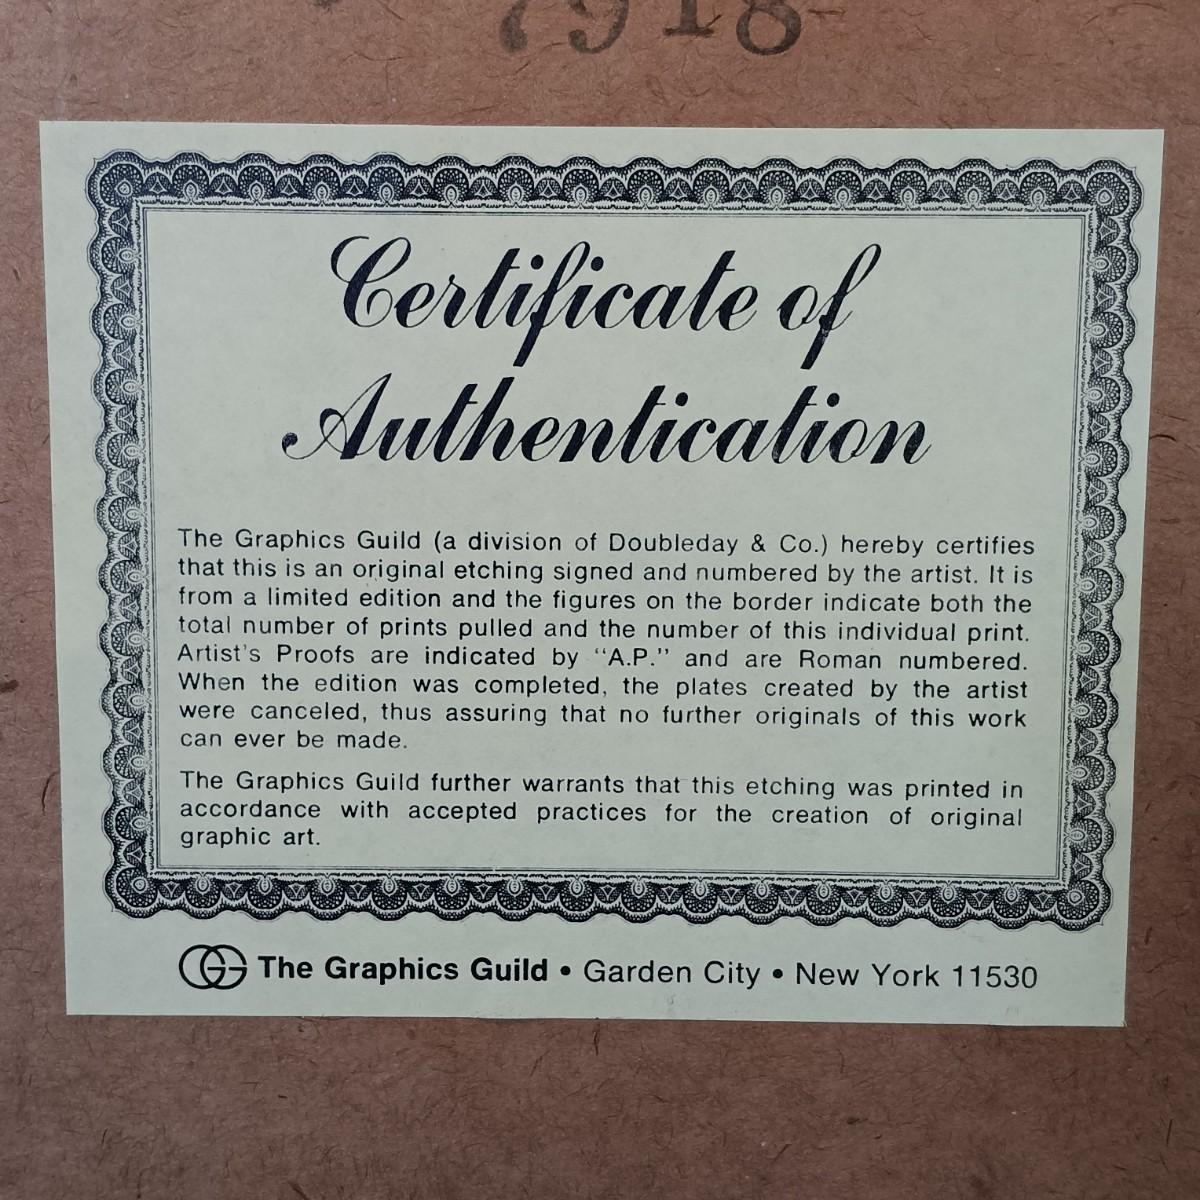 7918
Certificate of
Authentication
The Graphics Guild (a division of Doubleday & Co.) hereby certifies
that this is an original etching signed and numbered by the artist. It is
from a limited edition and the figures on the border indicate both the
total number of prints pulled and the number of this individual print.
Artist's Proofs are indicated by "A.P." and are Roman numbered.
When the edition was completed, the plates created by the artist
were canceled, thus assuring that no further originals of this work
can ever be made.
The Graphics Guild further warrants that this etching was printed in
accordance with accepted practices for the creation of original
graphic art.
The Graphics Guild • Garden City • New York 11530